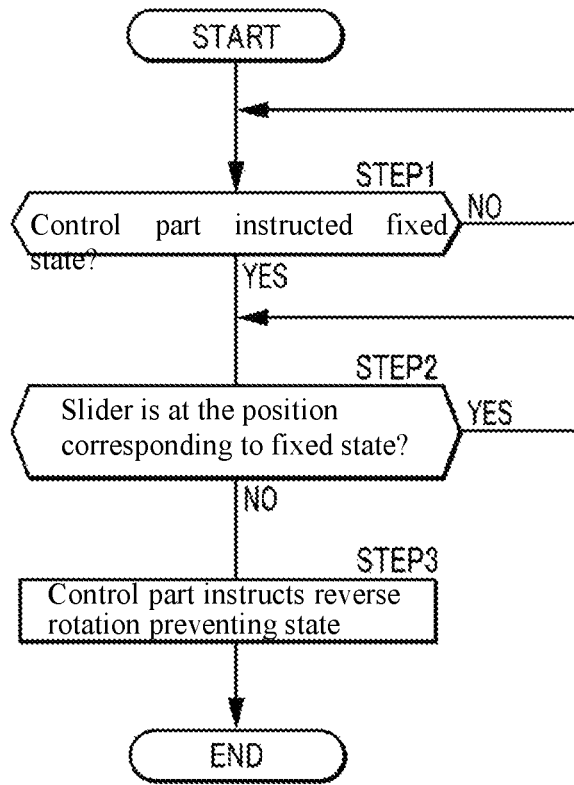 START
STEP1
Control part instructed fixed
state?
NO
YES
STEP2
Slider is at the position
corresponding to fixed state?
YES
NO
STEP3
Control part instructs reverse
rotation preventing state
END